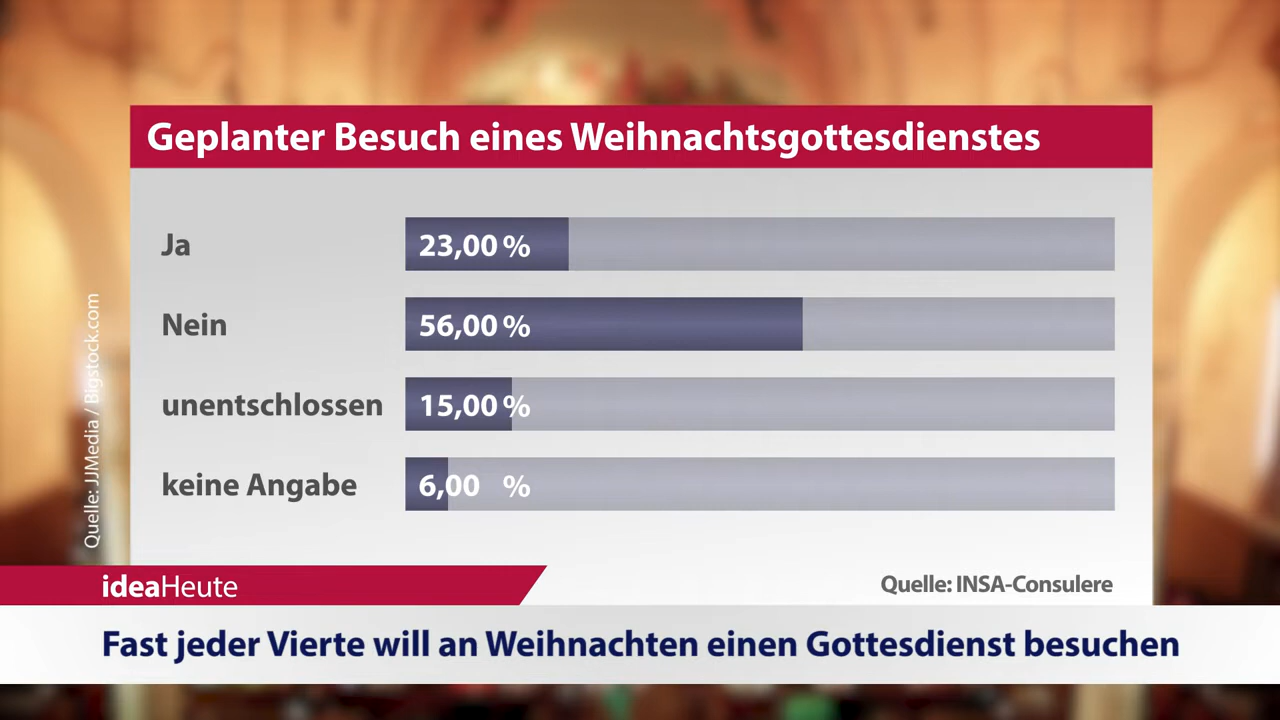 Geplanter Besuch eines Weihnachtsgottesdienstes
Ja 23,00 %
Nein 56,00 %
unentschlossen 15,00 %
keine Angabe 6,00 %
Quelle: JJMedia / Bigstock.com
ideaHeute
Quelle: INSA-Consulere
Fast jeder Vierte will an Weihnachten einen Gottesdienst besuchen